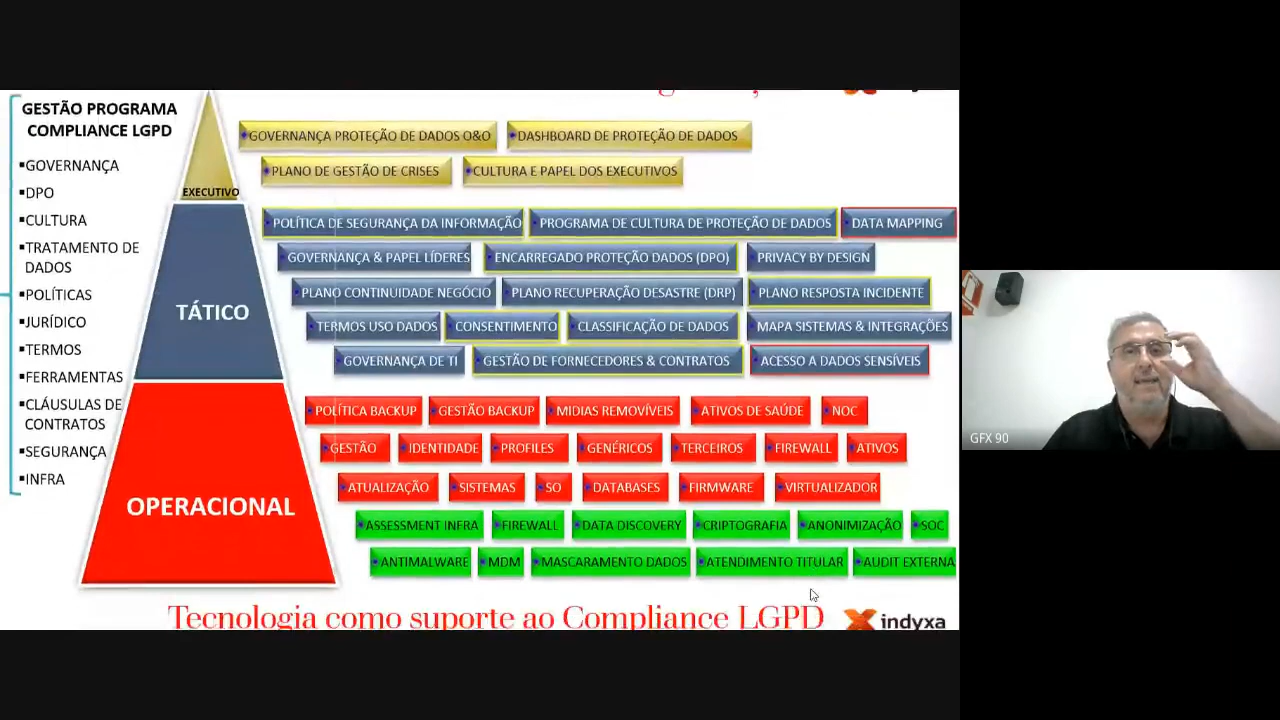 GESTÃO PROGRAMA
COMPLIANCE LGPD
▪GOVERNANÇA
▪DPO
▪CULTURA
▪TRATAMENTO DE
DADOS
▪POLÍTICAS
▪JURÍDICO
▪TERMOS
▪FERRAMENTAS
▪CLÁUSULAS DE
CONTRATOS
▪SEGURANÇA
▪INFRA
EXECUTIVO
GOVERNANÇA PROTEÇÃO DE DADOS O&O DASHBOARD DE PROTEÇÃO DE DADOS
PLANO DE GESTÃO DE CRISES CULTURA E PAPEL DOS EXECUTIVOS
TÁTICO
POLÍTICA DE SEGURANÇA DA INFORMAÇÃO PROGRAMA DE CULTURA DE PROTEÇÃO DE DADOS DATA MAPPING
GOVERNANÇA & PAPEL LÍDERES ENCARREGADO PROTEÇÃO DADOS (DPO) PRIVACY BY DESIGN
PLANO CONTINUIDADE NEGÓCIO PLANO RECUPERAÇÃO DESASTRE (DRP) PLANO RESPOSTA INCIDENTE
TERMOS USO DADOS CONSENTIMENTO CLASSIFICAÇÃO DE DADOS MAPA SISTEMAS & INTEGRAÇÕES
GOVERNANÇA DE TI GESTÃO DE FORNECEDORES & CONTRATOS ACESSO A DADOS SENSÍVEIS
OPERACIONAL
POLÍTICA BACKUP GESTÃO BACKUP MIDIAS REMOVÍVEIS ATIVOS DE SAÚDE NOC
GESTÃO IDENTIDADE PROFILES GENÉRICOS TERCEIROS FIREWALL ATIVOS
ATUALIZAÇÃO SISTEMAS SO DATABASES FIRMWARE VIRTUALIZADOR
ASSESSMENT INFRA FIREWALL DATA DISCOVERY CRIPTOGRAFIA ANONIMIZAÇÃO SOC
ANTIMALWARE MDM MASCARAMENTO DADOS ATENDIMENTO TITULAR AUDIT EXTERNA
Tecnologia como suporte ao Compliance LGPD
indyxa
GFX 90